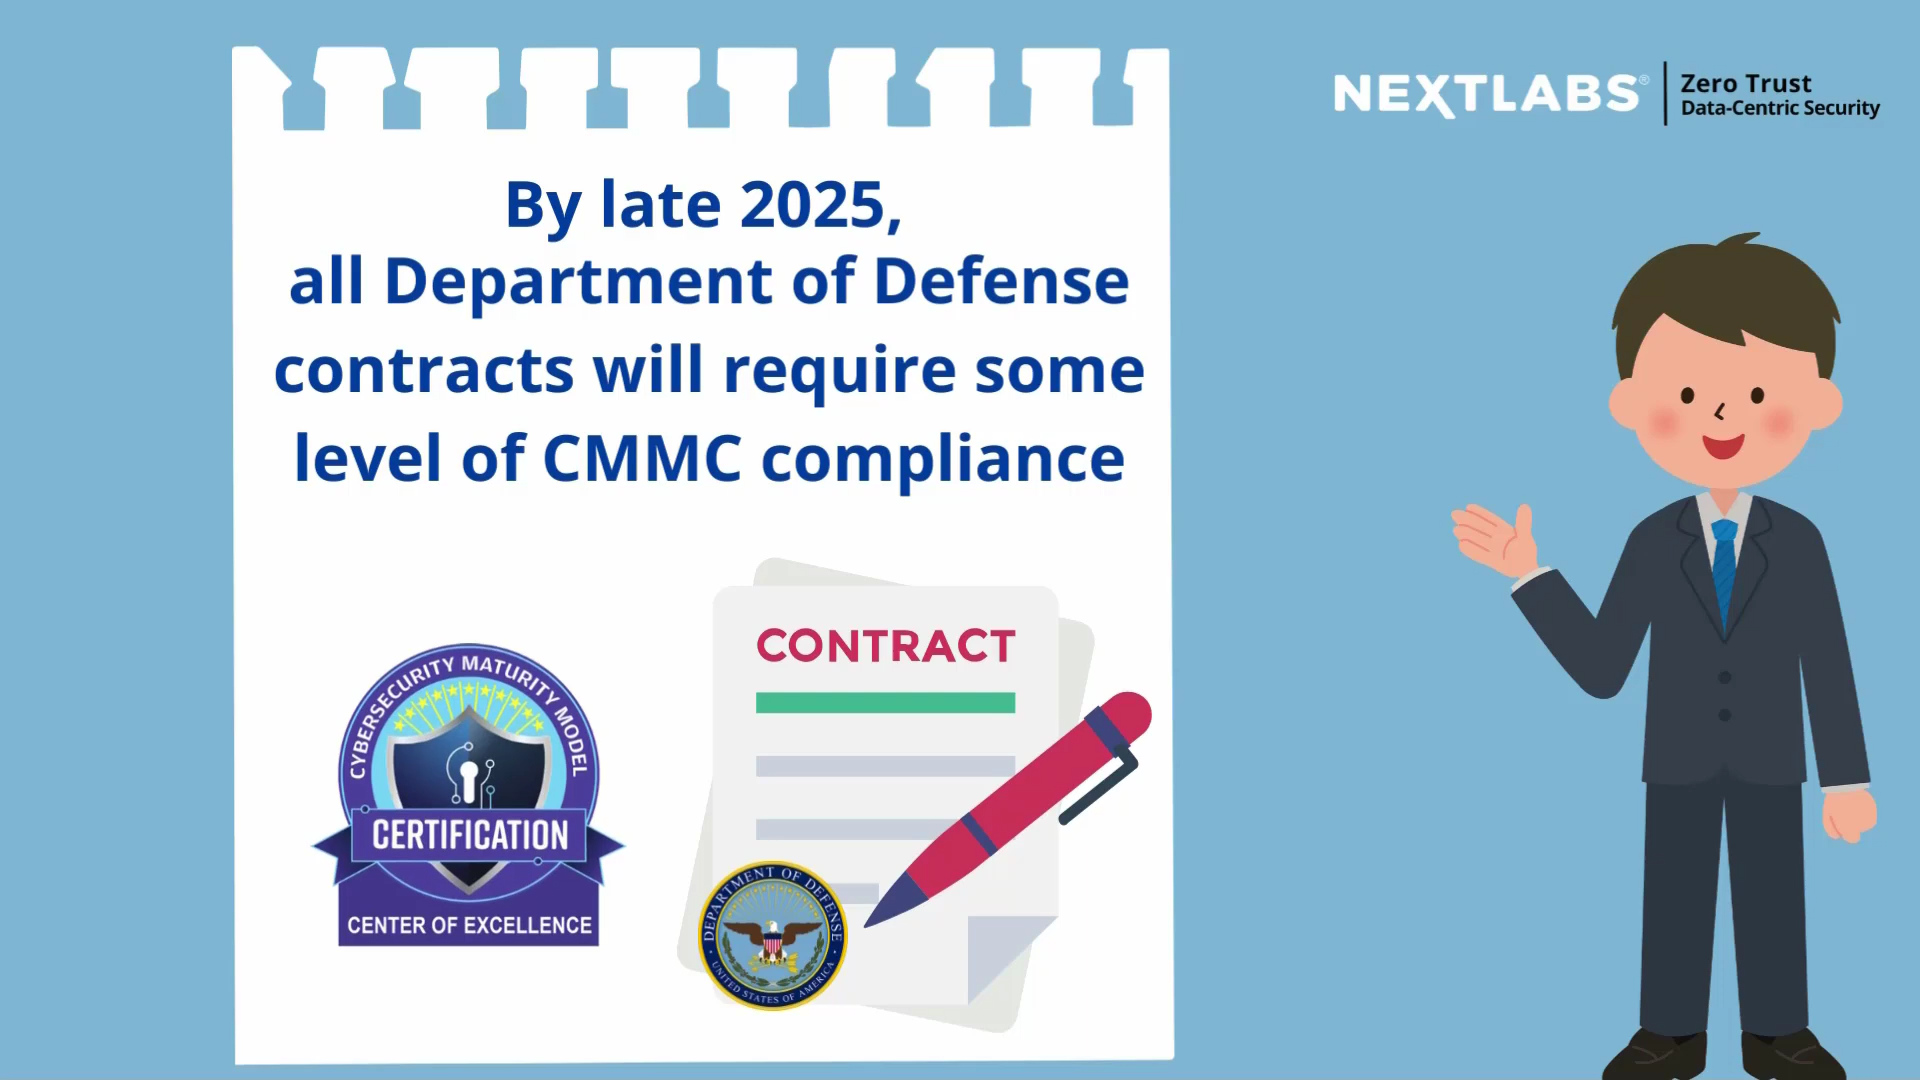 NEXTLABS®
Zero Trust
Data-Centric Security
By late 2025,
all Department of Defense
contracts will require some
level of CMMC compliance
CYBERSECURITY MATURITY MODEL
CERTIFICATION
CENTER OF EXCELLENCE
CONTRACT
DEPARTMENT OF DEFENSE
UNITED STATES OF AMERICA